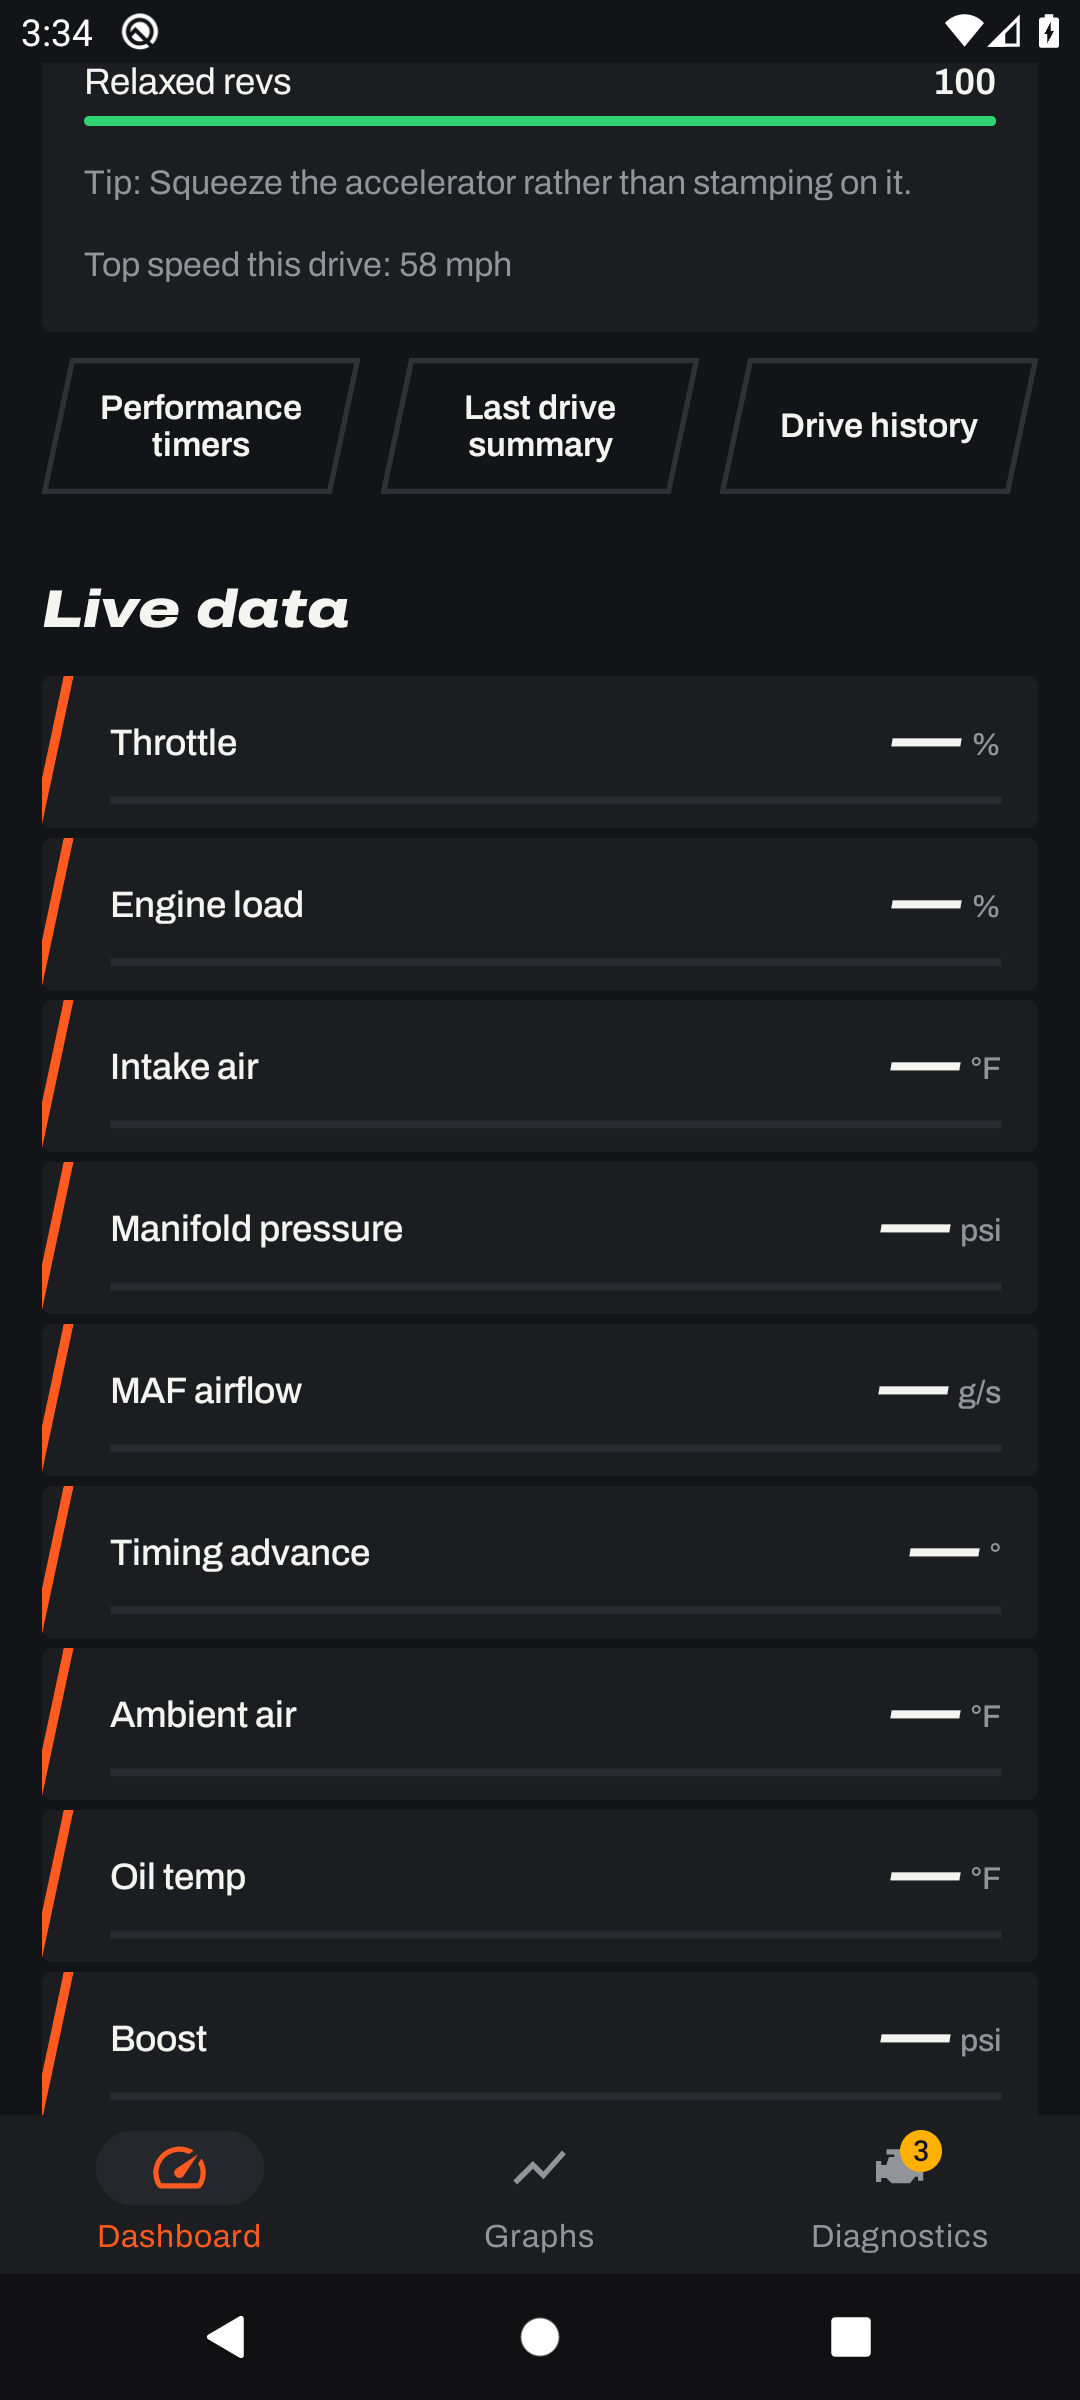 3:34
Relaxed revs 100
Tip: Squeeze the accelerator rather than stamping on it.
Top speed this drive: 58 mph
Performance
timers
Last drive
summary
Drive history
Live data
Throttle — %
Engine load — %
Intake air — °F
Manifold pressure — psi
MAF airflow — g/s
Timing advance — °
Ambient air — °F
Oil temp — °F
Boost — psi
3
Dashboard
Graphs
Diagnostics